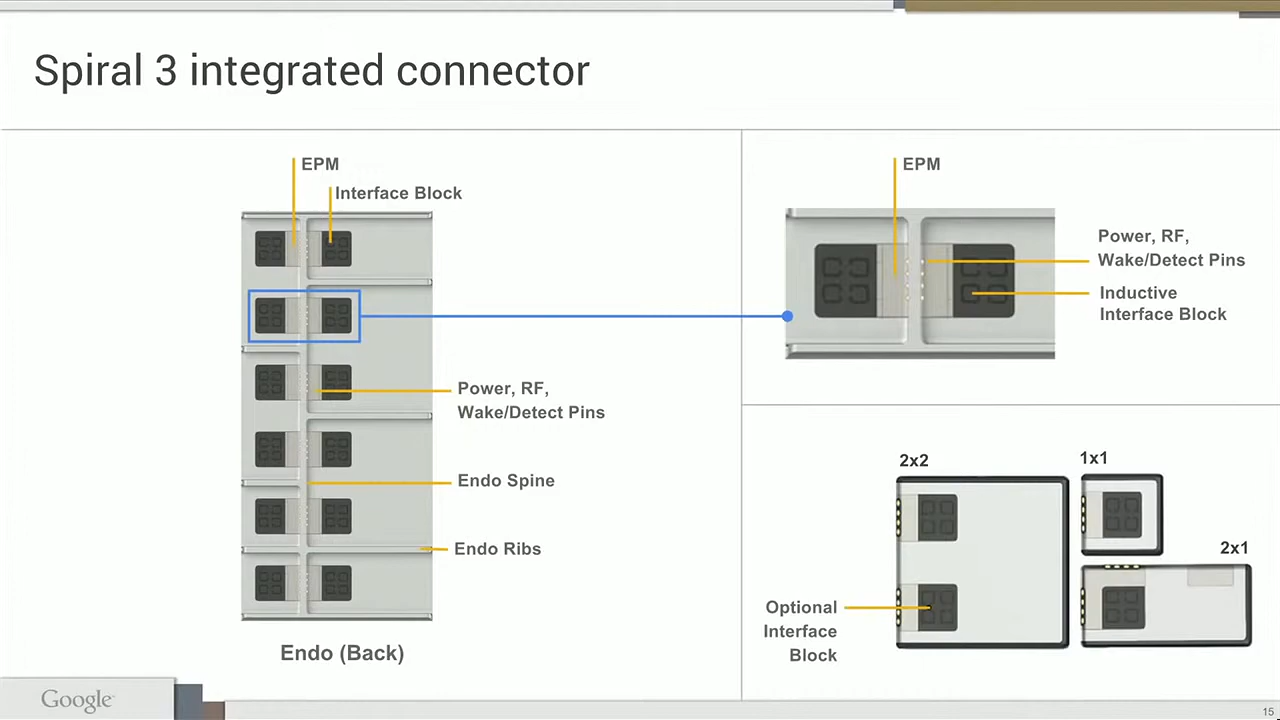 Spiral 3 integrated connector
EPM
Interface Block
Power, RF,
Wake/Detect Pins
Endo Spine
Endo Ribs
Endo (Back)
EPM
Power, RF,
Wake/Detect Pins
Inductive
Interface Block
2x2
1x1
2x1
Optional
Interface
Block
Google
15